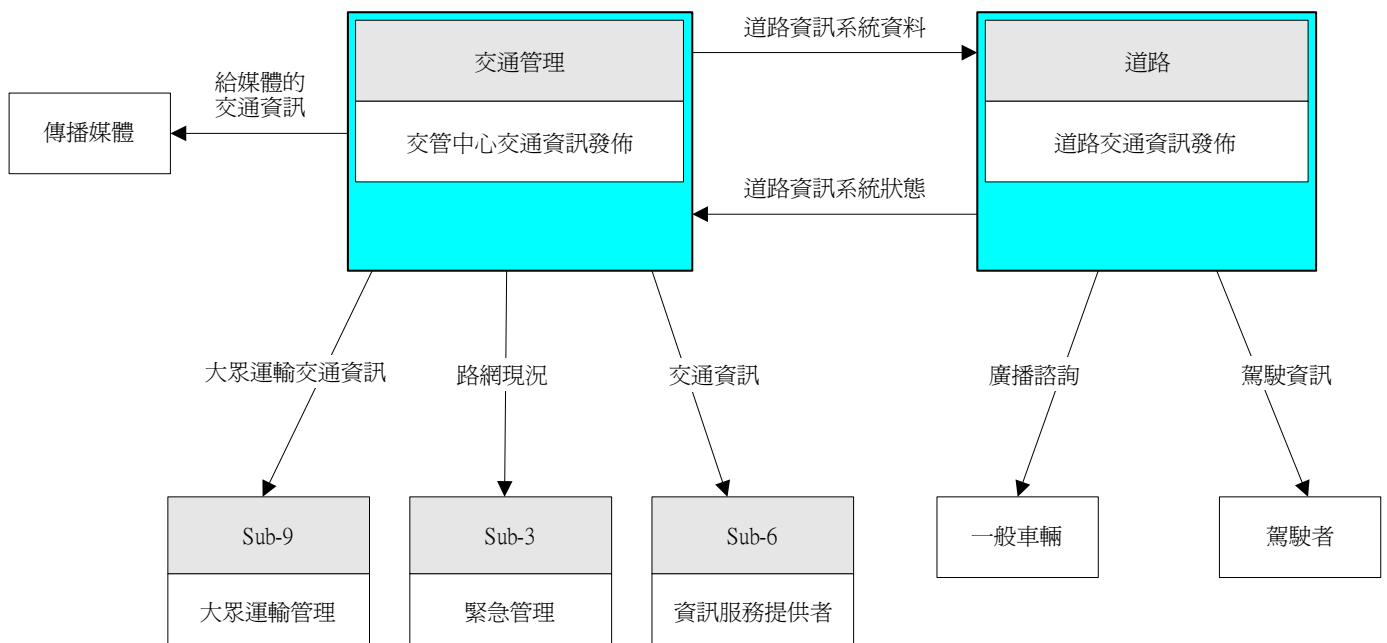 道路資訊系統資料
交通管理
道路
給媒體的
交通資訊
傳播媒體
交管中心交通資訊發佈
道路交通資訊發佈
道路資訊系統狀態
大眾運輸交通資訊
路網現況
交通資訊
廣播諮詢
駕駛資訊
Sub-9
Sub-3
Sub-6
一般車輛
駕駛者
大眾運輸管理
緊急管理
資訊服務提供者